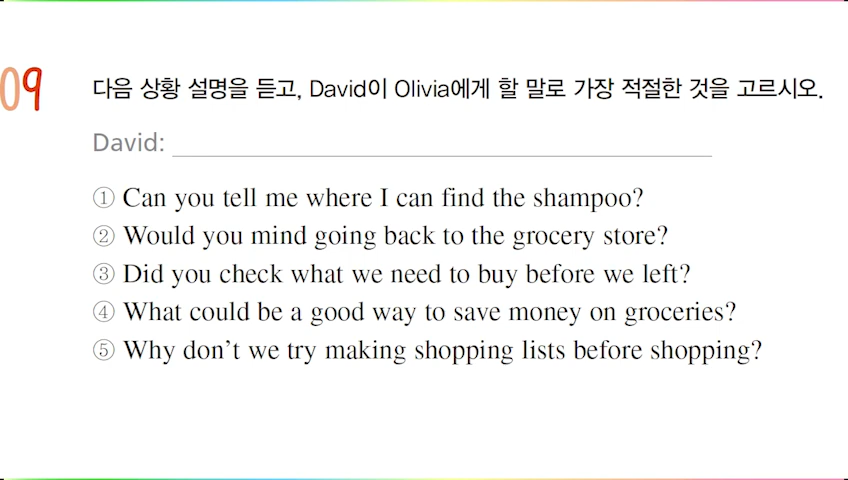 09
다음 상황 설명을 듣고, David이 Olivia에게 할 말로 가장 적절한 것을 고르시오.
David:
① Can you tell me where I can find the shampoo?
② Would you mind going back to the grocery store?
③ Did you check what we need to buy before we left?
④ What could be a good way to save money on groceries?
⑤ Why don't we try making shopping lists before shopping?